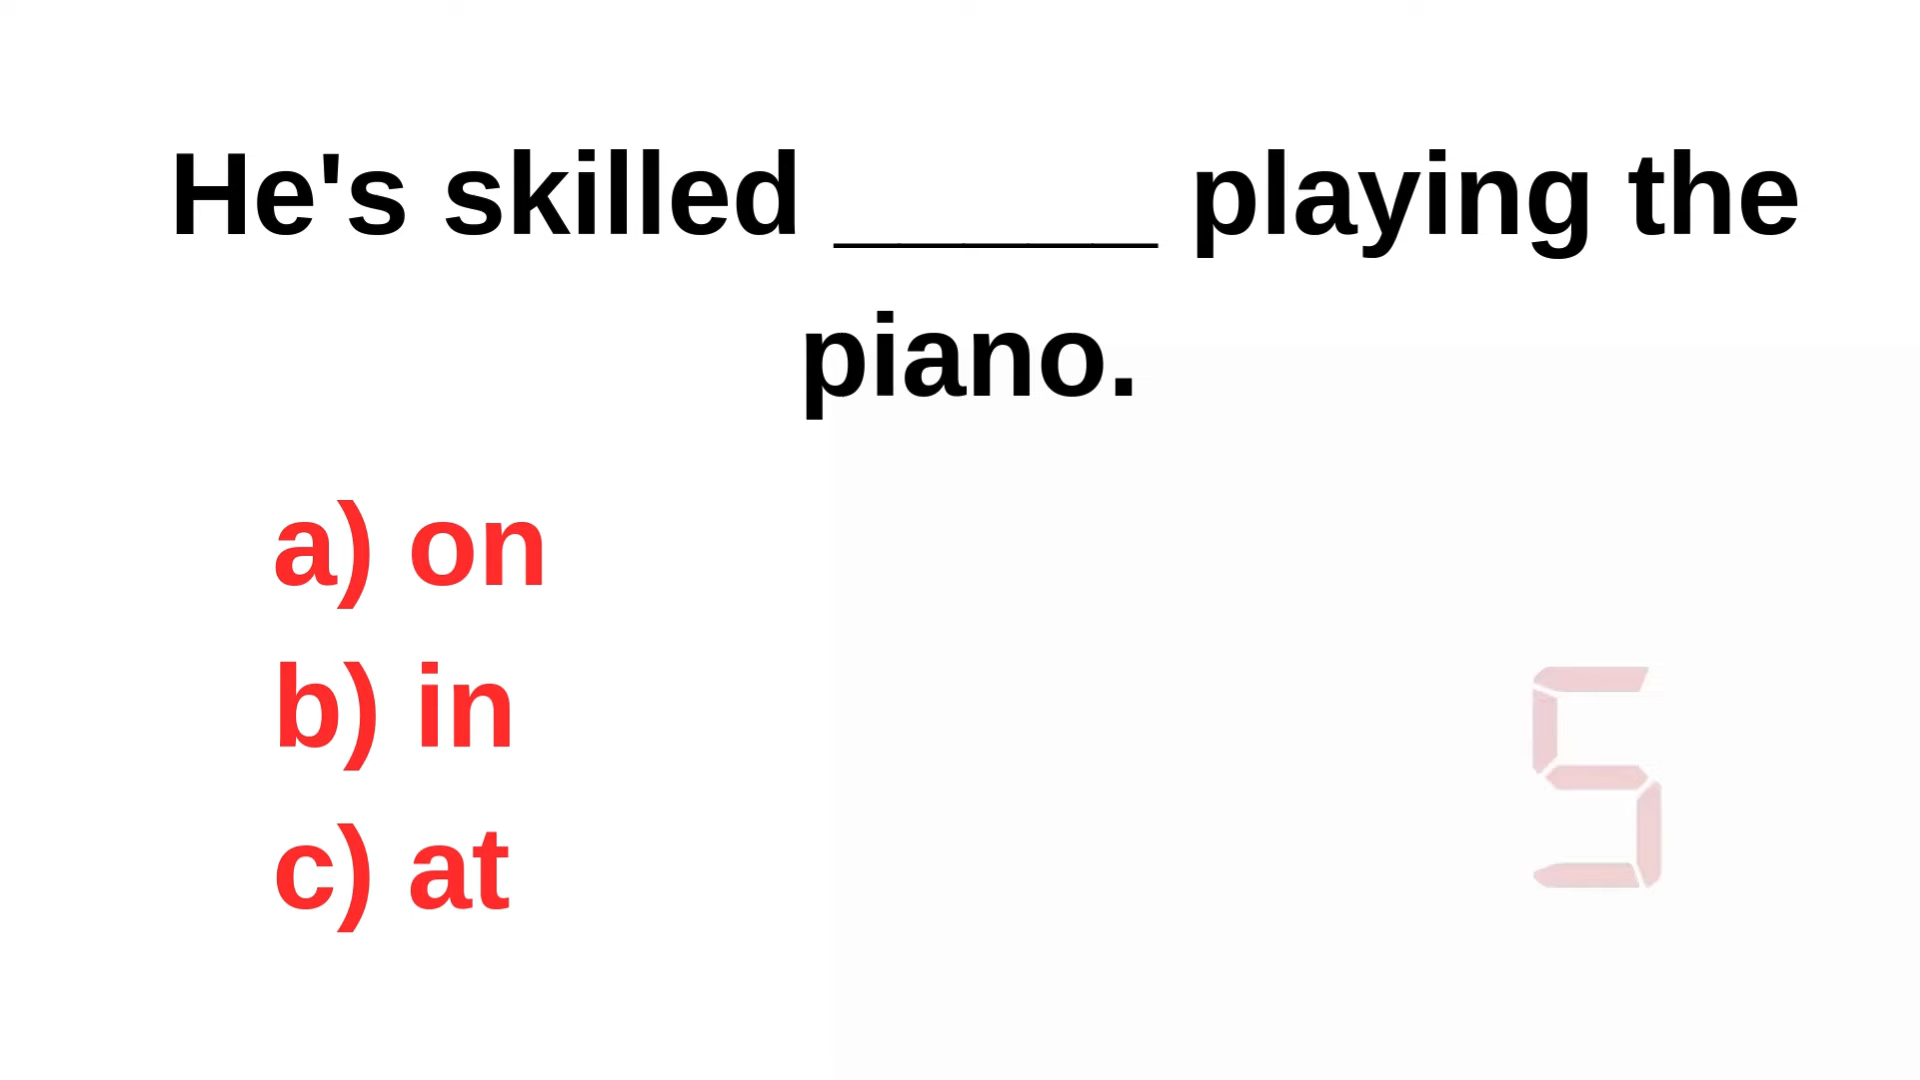 He's skilled ______ playing the
piano.
a) on
b) in
c) at
5